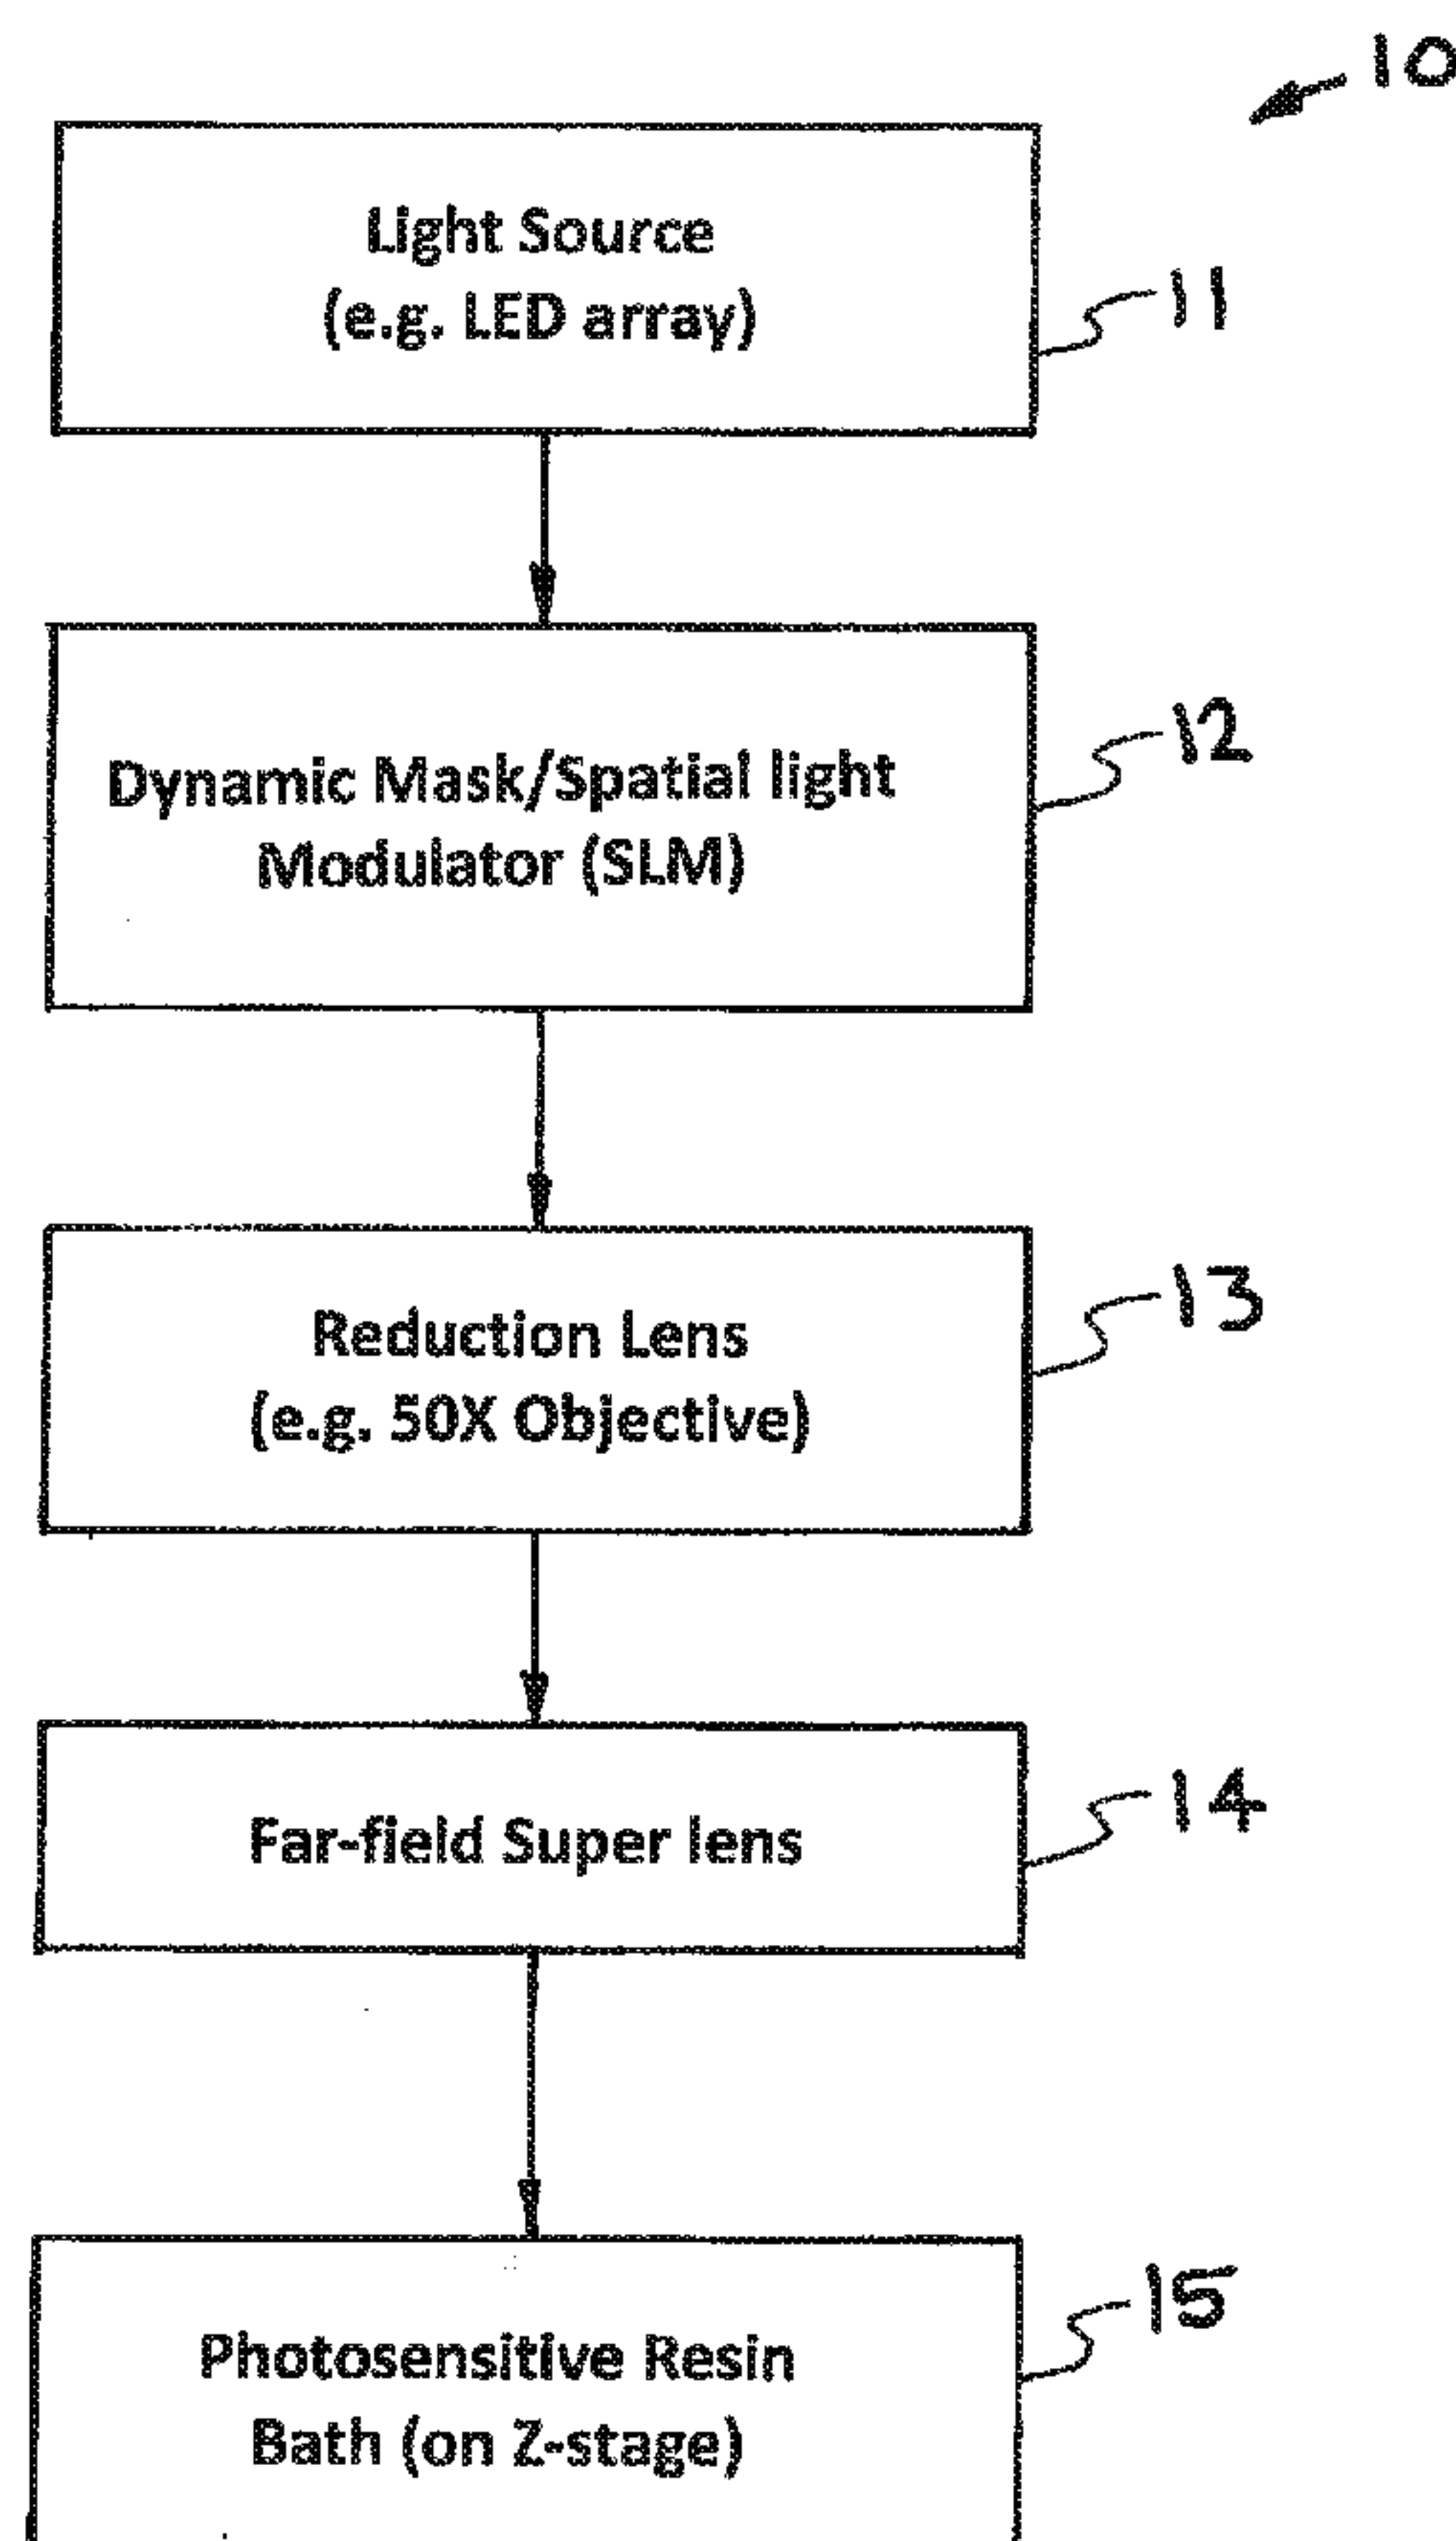 10
Light Source
(e.g. LED array)
11
Dynamic Mask/Spatial light
Modulator (SLM)
12
Reduction Lens
(e.g. 50X Objective)
13
Far-field Super lens
14
Photosensitive Resin
Bath (on Z-stage)
15